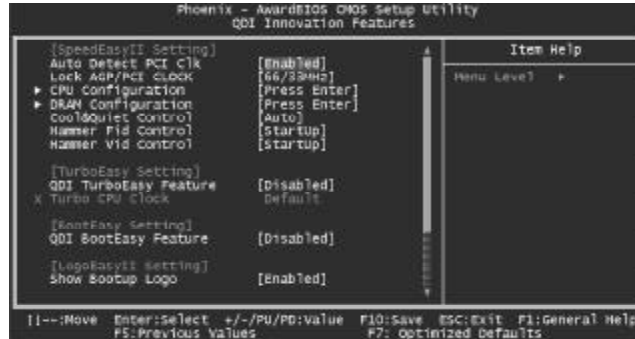 Phoenix - AwardBIOS CMOS Setup Utility
QDI Innovation Features
[SpeedEasyII Setting]
Auto Detect PCI Clk [Enabled]
Lock AGP/PCI CLOCK [66/33MHz]
▶ CPU Configuration [Press Enter]
▶ DRAM Configuration [Press Enter]
Cool&Quiet Control [Auto]
Hammer Fid Control [StartUp]
Hammer Vid Control [StartUp]
[TurboEasy Setting]
QDI TurboEasy Feature [Disabled]
x Turbo CPU Clock Default
[BootEasy Setting]
QDI BootEasy Feature [Disabled]
[LogoEasyII Setting]
Show Bootup Logo [Enabled]
Item Help
Menu Level ▶
||--:Move Enter:Select +/-/PU/PD:Value F10:Save ESC:Exit F1:General Help
F5:Previous Values F7: Optimized Defaults